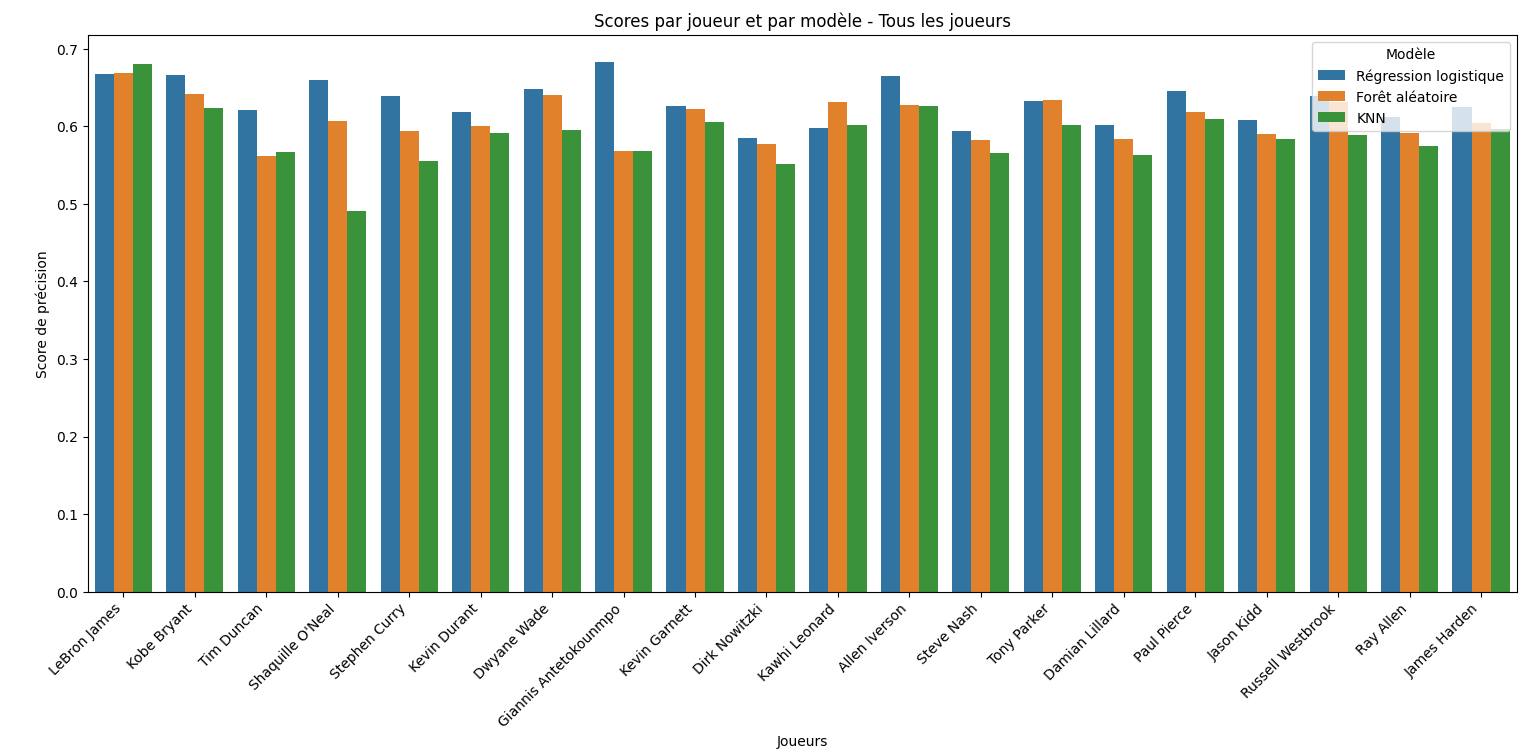 Scores par joueur et par modèle - Tous les joueurs
Modèle
Régression logistique
Forêt aléatoire
KNN
Score de précision
0.7
0.6
0.5
0.4
0.3
0.2
0.1
0.0
LeBron James
Kobe Bryant
Tim Duncan
Shaquille O'Neal
Stephen Curry
Kevin Durant
Dwyane Wade
Giannis Antetokounmpo
Kevin Garnett
Dirk Nowitzki
Kawhi Leonard
Allen Iverson
Steve Nash
Tony Parker
Damian Lillard
Paul Pierce
Jason Kidd
Russell Westbrook
Ray Allen
James Harden
Joueurs